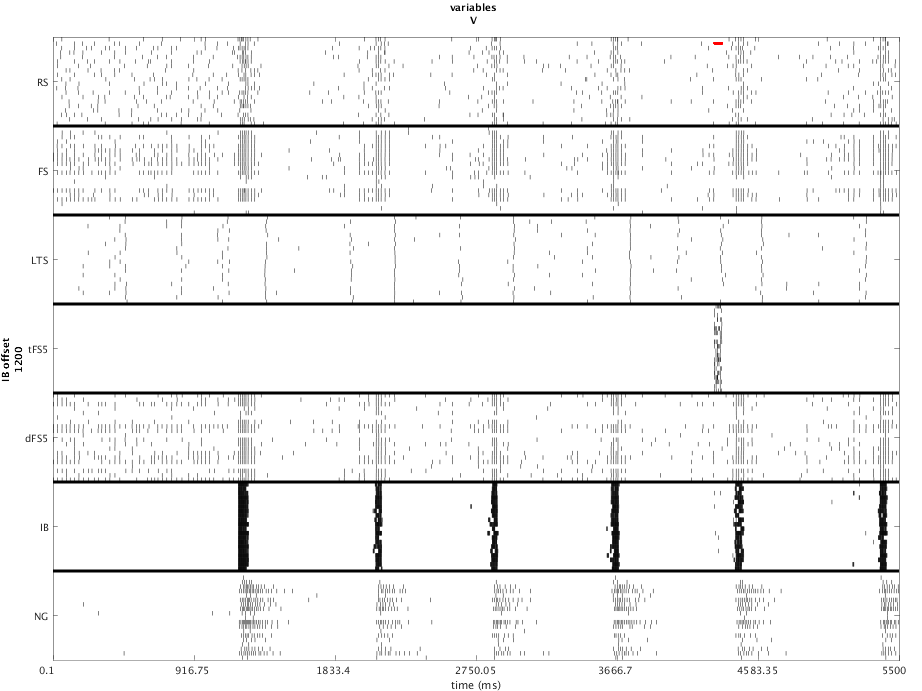 variables
V
RS
FS
LTS
IB offset
1200
tFS5
dFS5
IB
NG
0.1 916.75 1833.4 2750.05 3666.7 4583.35 5500
time (ms)